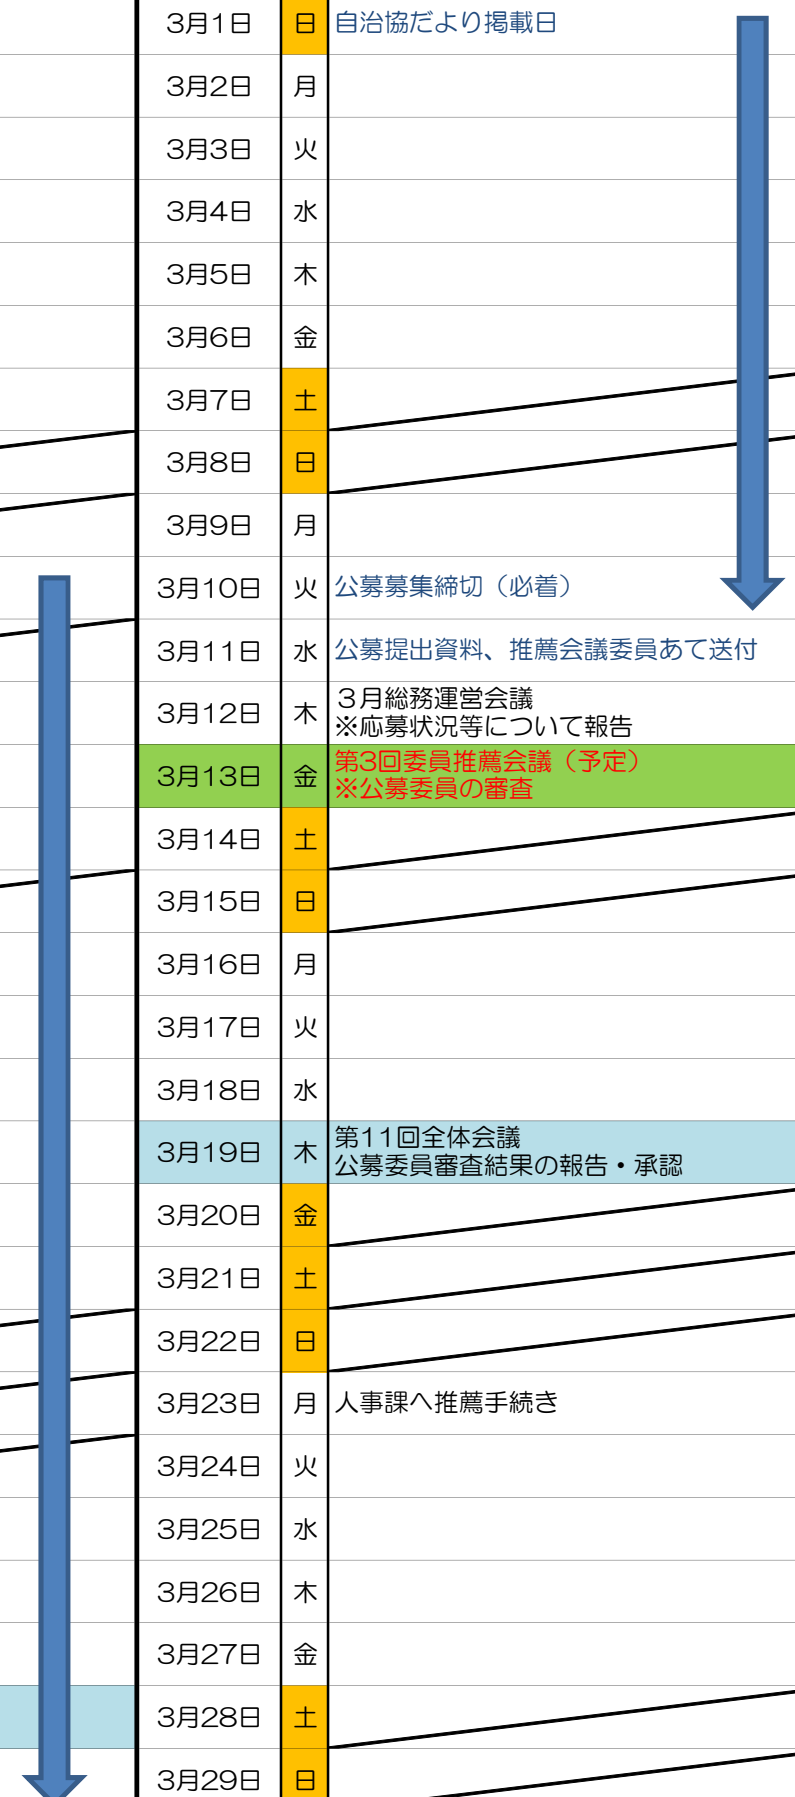 3月1日 日 自治協だより掲載日
3月2日 月
3月3日 火
3月4日 水
3月5日 木
3月6日 金
3月7日 土
3月8日 日
3月9日 月
3月10日 火 公募募集締切（必着）
3月11日 水 公募提出資料、推薦会議委員あて送付
3月12日 木 ３月総務運営会議
※応募状況等について報告
3月13日 金 第3回委員推薦会議（予定）
※公募委員の審査
3月14日 土
3月15日 日
3月16日 月
3月17日 火
3月18日 水
3月19日 木 第11回全体会議
公募委員審査結果の報告・承認
3月20日 金
3月21日 土
3月22日 日
3月23日 月 人事課へ推薦手続き
3月24日 火
3月25日 水
3月26日 木
3月27日 金
3月28日 土
3月29日 日